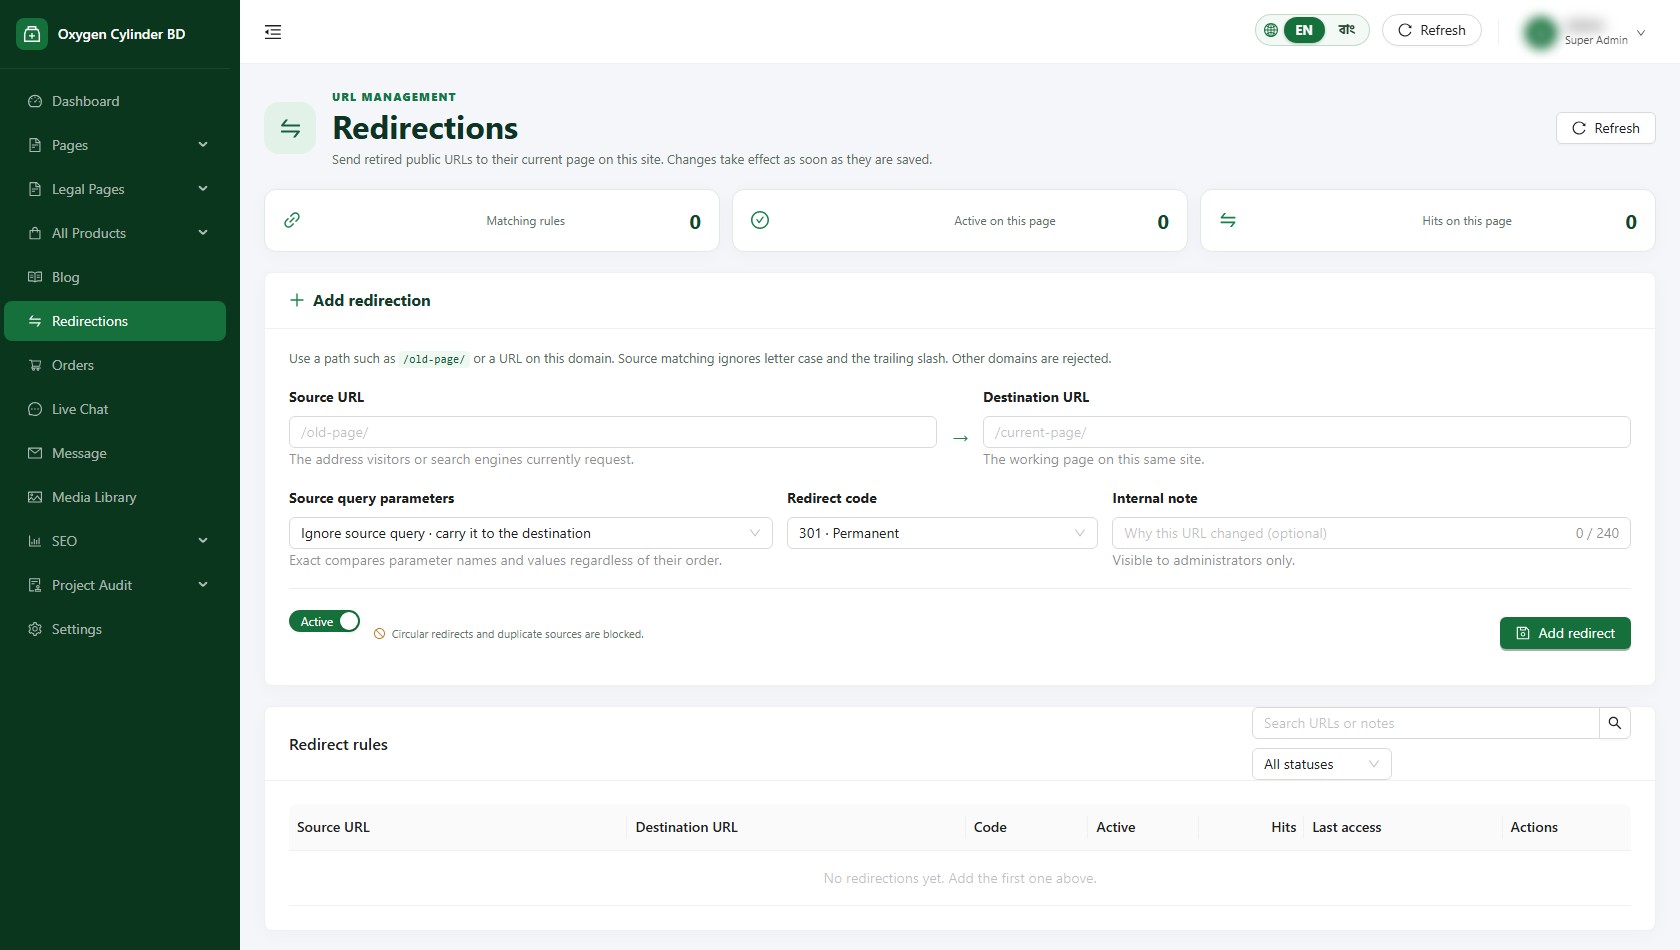 Oxygen Cylinder BD
Dashboard
Pages
Legal Pages
All Products
Blog
Redirections
Orders
Live Chat
Message
Media Library
SEO
Project Audit
Settings
EN বাং
Refresh
Super Admin
URL MANAGEMENT
Redirections
Send retired public URLs to their current page on this site. Changes take effect as soon as they are saved.
Refresh
Matching rules 0
Active on this page 0
Hits on this page 0
Add redirection
Use a path such as /old-page/ or a URL on this domain. Source matching ignores letter case and the trailing slash. Other domains are rejected.
Source URL
/old-page/
The address visitors or search engines currently request.
→
Destination URL
/current-page/
The working page on this same site.
Source query parameters
Ignore source query · carry it to the destination
Exact compares parameter names and values regardless of their order.
Redirect code
301 · Permanent
Internal note
Why this URL changed (optional) 0 / 240
Visible to administrators only.
Active
Circular redirects and duplicate sources are blocked.
Add redirect
Redirect rules
Search URLs or notes
All statuses
Source URL Destination URL Code Active Hits Last access Actions
No redirections yet. Add the first one above.